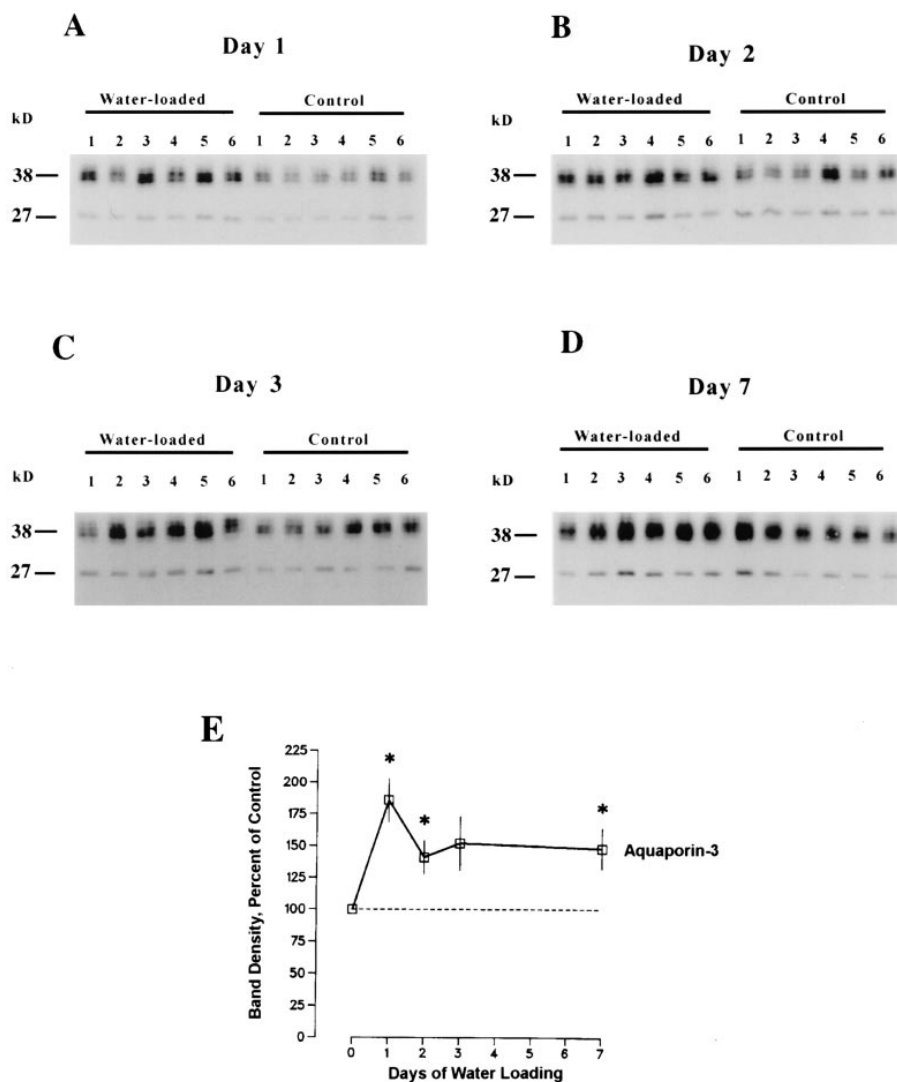 A
Day 1
Water-loaded Control
kD
1 2 3 4 5 6 1 2 3 4 5 6
38
27
B
Day 2
Water-loaded Control
kD
1 2 3 4 5 6 1 2 3 4 5 6
38
27
C
Day 3
Water-loaded Control
kD
1 2 3 4 5 6 1 2 3 4 5 6
38
27
D
Day 7
Water-loaded Control
kD
1 2 3 4 5 6 1 2 3 4 5 6
38
27
E
Band Density, Percent of Control
225
200
175
150
125
100
75
50
25
0
* * *
Aquaporin-3
0 1 2 3 4 5 6 7
Days of Water Loading